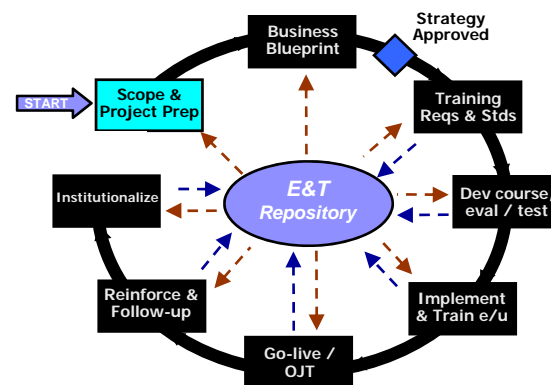 Strategy
Approved
Business
Blueprint
START
Scope &
Project Prep
Training
Reqs & Stds
E&T
Repository
Institutionalize
Dev course,
eval / test
Reinforce &
Follow-up
Implement
& Train e/u
Go-live /
OJT